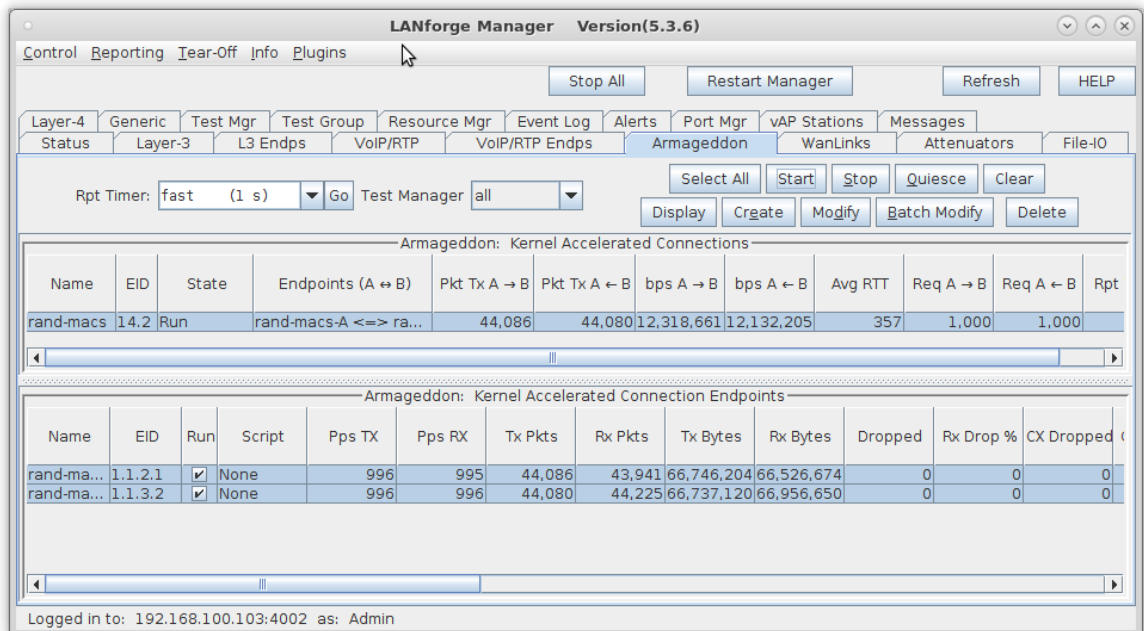 LANforge Manager Version(5.3.6)
Control Reporting Tear-Off Info Plugins
Stop All Restart Manager Refresh HELP
Layer-4 Generic Test Mgr Test Group Resource Mgr Event Log Alerts Port Mgr vAP Stations Messages
Status Layer-3 L3 Endps VoIP/RTP VoIP/RTP Endps Armageddon WanLinks Attenuators File-IO
Select All Start Stop Quiesce Clear
Rpt Timer: fast (1 s) Go Test Manager all
Display Create Modify Batch Modify Delete
Armageddon: Kernel Accelerated Connections
Name EID State Endpoints (A ↔ B) Pkt Tx A → B Pkt Tx A ← B bps A → B bps A ← B Avg RTT Req A → B Req A ← B Rpt
rand-macs 14.2 Run rand-macs-A <=> ra... 44,086 44,080 12,318,661 12,132,205 357 1,000 1,000
Armageddon: Kernel Accelerated Connection Endpoints
Name EID Run Script Pps TX Pps RX Tx Pkts Rx Pkts Tx Bytes Rx Bytes Dropped Rx Drop % CX Dropped
rand-ma... 1.1.2.1 None 996 995 44,086 43,941 66,746,204 66,526,674 0 0 0
rand-ma... 1.1.3.2 None 996 996 44,080 44,225 66,737,120 66,956,650 0 0 0
Logged in to: 192.168.100.103:4002 as: Admin